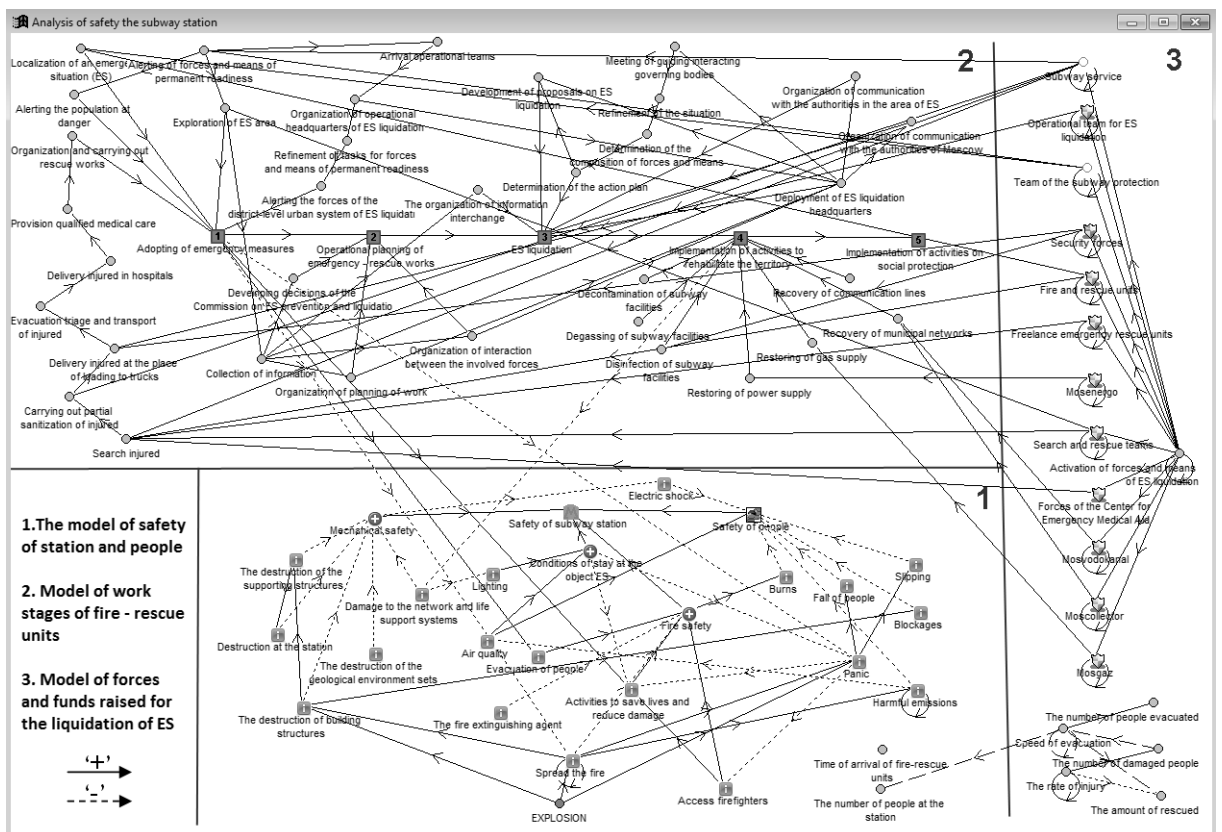 Analysis of safety the subway station
2
3
Localization of an emerg
situation (ES)
Alerting of forces and means of
permanent readiness
Arrival operational teams
Meeting of guiding interacting
governing bodies
Subway service
Alerting the population at
danger
Exploration of ES area
Organization of operational
headquarters of ES liquidation
Development of proposals on ES
liquidation
Refinement of the situation
Organization of communication
with the authorities in the area of ES
Operational team for ES
liquidation
Organization and carrying out
rescue works
Refinement of tasks for forces
and means of permanent readiness
Determination of the
composition of forces and means
Organization of communication
with the authorities of Moscow
Team of the subway protection
Provision qualified medical care
Alerting the forces of the
district-level urban system of ES liquidati
Determination of the action plan
The organization of information
interchange
Deployment of ES liquidation
headquarters
1
2
3
4
5
Adopting of emergency measures
Operational planning of
emergency - rescue works
ES liquidation
Implementation of activities to
rehabilitate the territory
Implementation of activities on
social protection
Security forces
Delivery injured in hospitals
Developing decisions of the
Commission on ES prevention and liquidatio
Decontamination of subway
facilities
Recovery of communication lines
Fire and rescue units
Evacuation triage and transport
of injured
Degassing of subway facilities
Recovery of municipal networks
Freelance emergency rescue units
Delivery injured at the place
of loading to trucks
Collection of information
Organization of interaction
between the involved forces
Disinfection of subway
facilities
Restoring of gas supply
Organization of planning of work
Restoring of power supply
Mosenergo
Carrying out partial
sanitization of injured
Search injured
Search and rescue teams
Activation of forces and means
of ES liquidation
1
Electric shock
Forces of the Center for
Emergency Medical Aid
1.The model of safety
of station and people
2. Model of work
stages of fire - rescue
units
3. Model of forces
and funds raised for
the liquidation of ES
'+'
'-'
Mechanical safety
Safety of subway station
Safety of people
The destruction of the
supporting structures
Lighting
Conditions of stay at the
object ES
Burns
Fall of people
Slipping
Mosvodokanal
Damage to the network and life
support systems
Fire safety
Blockages
Moscollector
Destruction at the station
The destruction of the
geological environment sets
Air quality
Evacuation of people
Panic
Mosgaz
The destruction of building
structures
The fire extinguishing agent
Activities to save lives and
reduce damage
Harmful emissions
Spread the fire
Access firefighters
EXPLOSION
Time of arrival of fire-rescue
units
The number of people at the
station
The number of people evacuated
Speed of evacuation
The number of damaged people
The rate of injury
The amount of rescued